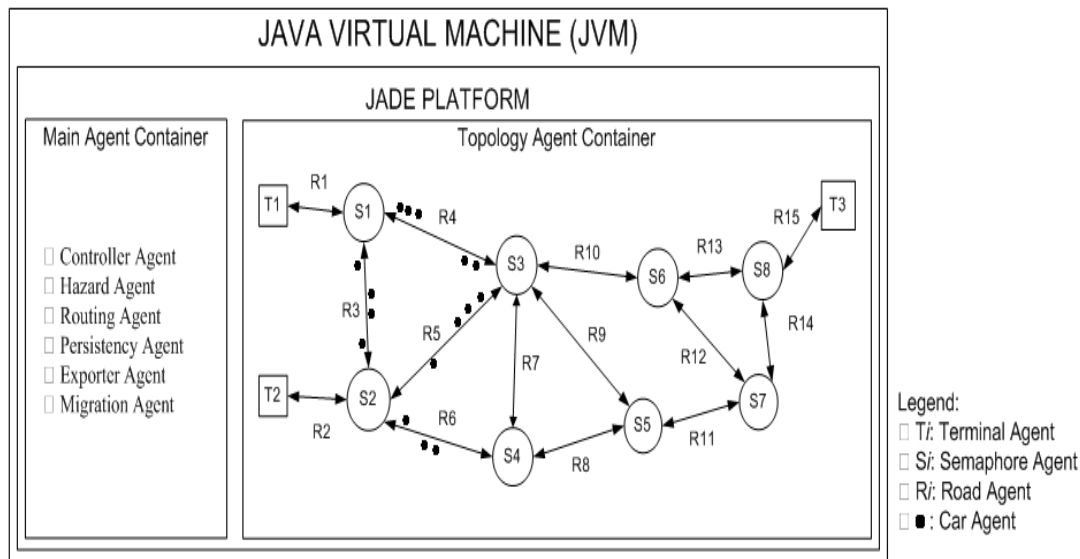 JAVA VIRTUAL MACHINE (JVM)
JADE PLATFORM
Main Agent Container
Controller Agent
Hazard Agent
Routing Agent
Persistency Agent
Exporter Agent
Migration Agent
Topology Agent Container
T1
R1
S1
R4
S3
R10
S6
R13
S8
R15
T3
R3
R5
R7
R9
R12
R14
T2
R2
S2
R6
S4
R8
S5
R11
S7
Legend:
Ti: Terminal Agent
Si: Semaphore Agent
Ri: Road Agent
● : Car Agent